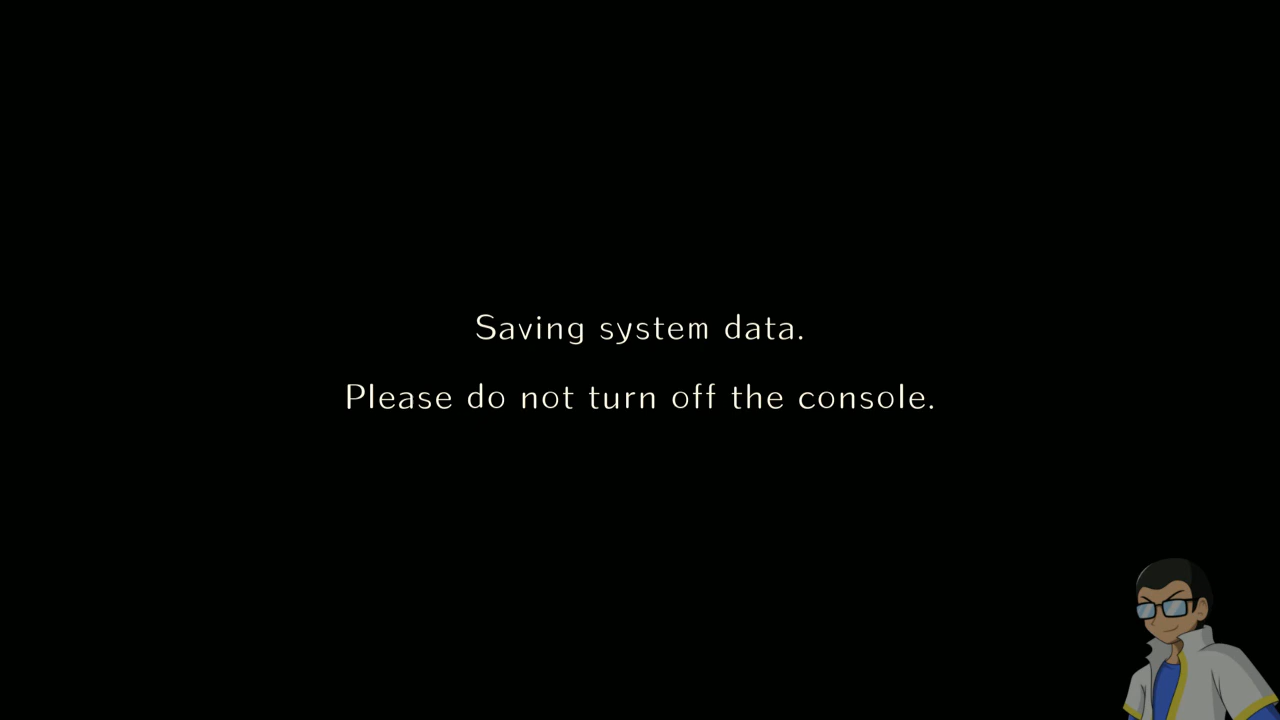 Saving system data.
Please do not turn off the console.